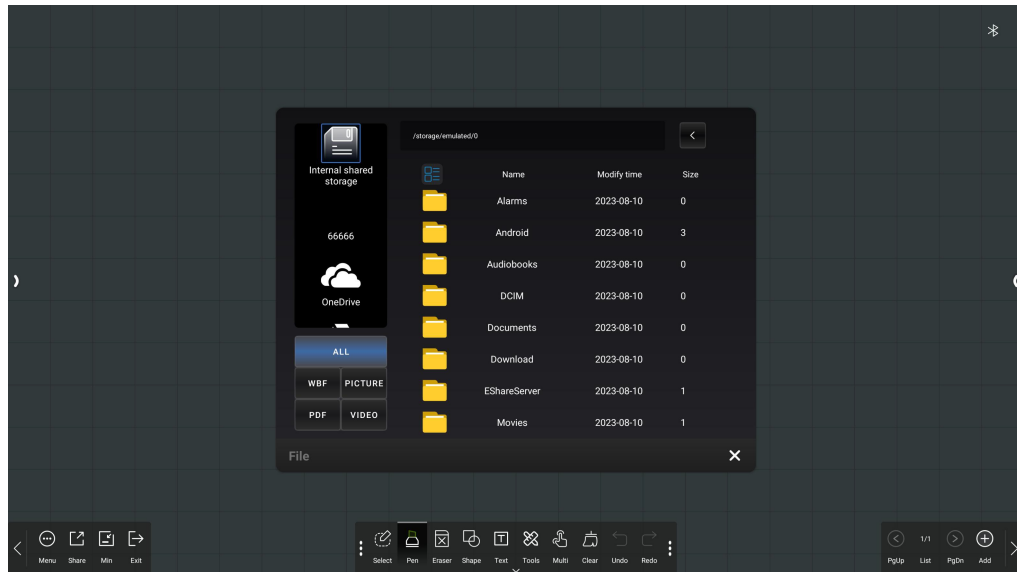 /storage/emulated/0
Internal shared
storage
66666
OneDrive
Name Modify time Size
Alarms 2023-08-10 0
Android 2023-08-10 3
Audiobooks 2023-08-10 0
DCIM 2023-08-10 0
Documents 2023-08-10 0
Download 2023-08-10 0
EShareServer 2023-08-10 1
Movies 2023-08-10 1
ALL
WBF PICTURE
PDF VIDEO
File
Menu Share Min Exit
Select Pen Eraser Shape Text Tools Multi Clear Undo Redo
1/1
PgUp List PgDn Add